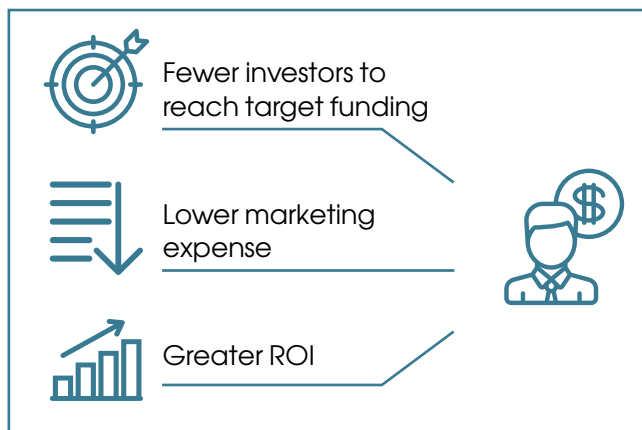 Fewer investors to
reach target funding
Lower marketing
expense
Greater ROI
$